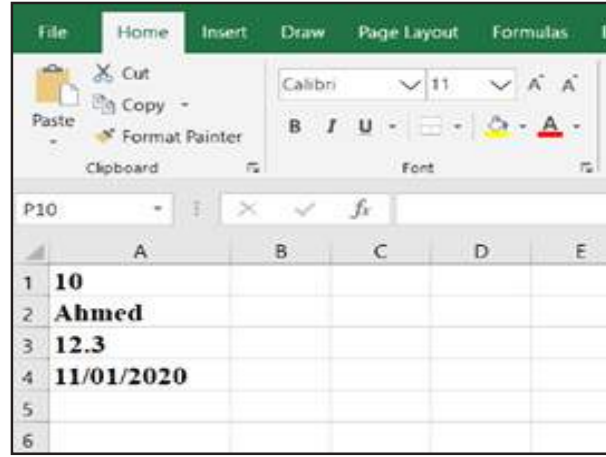 File Home Insert Draw Page Layout Formulas
Cut
Copy
Format Painter
Paste
Clipboard
Calibri 11 A A
B I U A
Font
P10 fx
A B C D E
1 10
2 Ahmed
3 12.3
4 11/01/2020
5
6